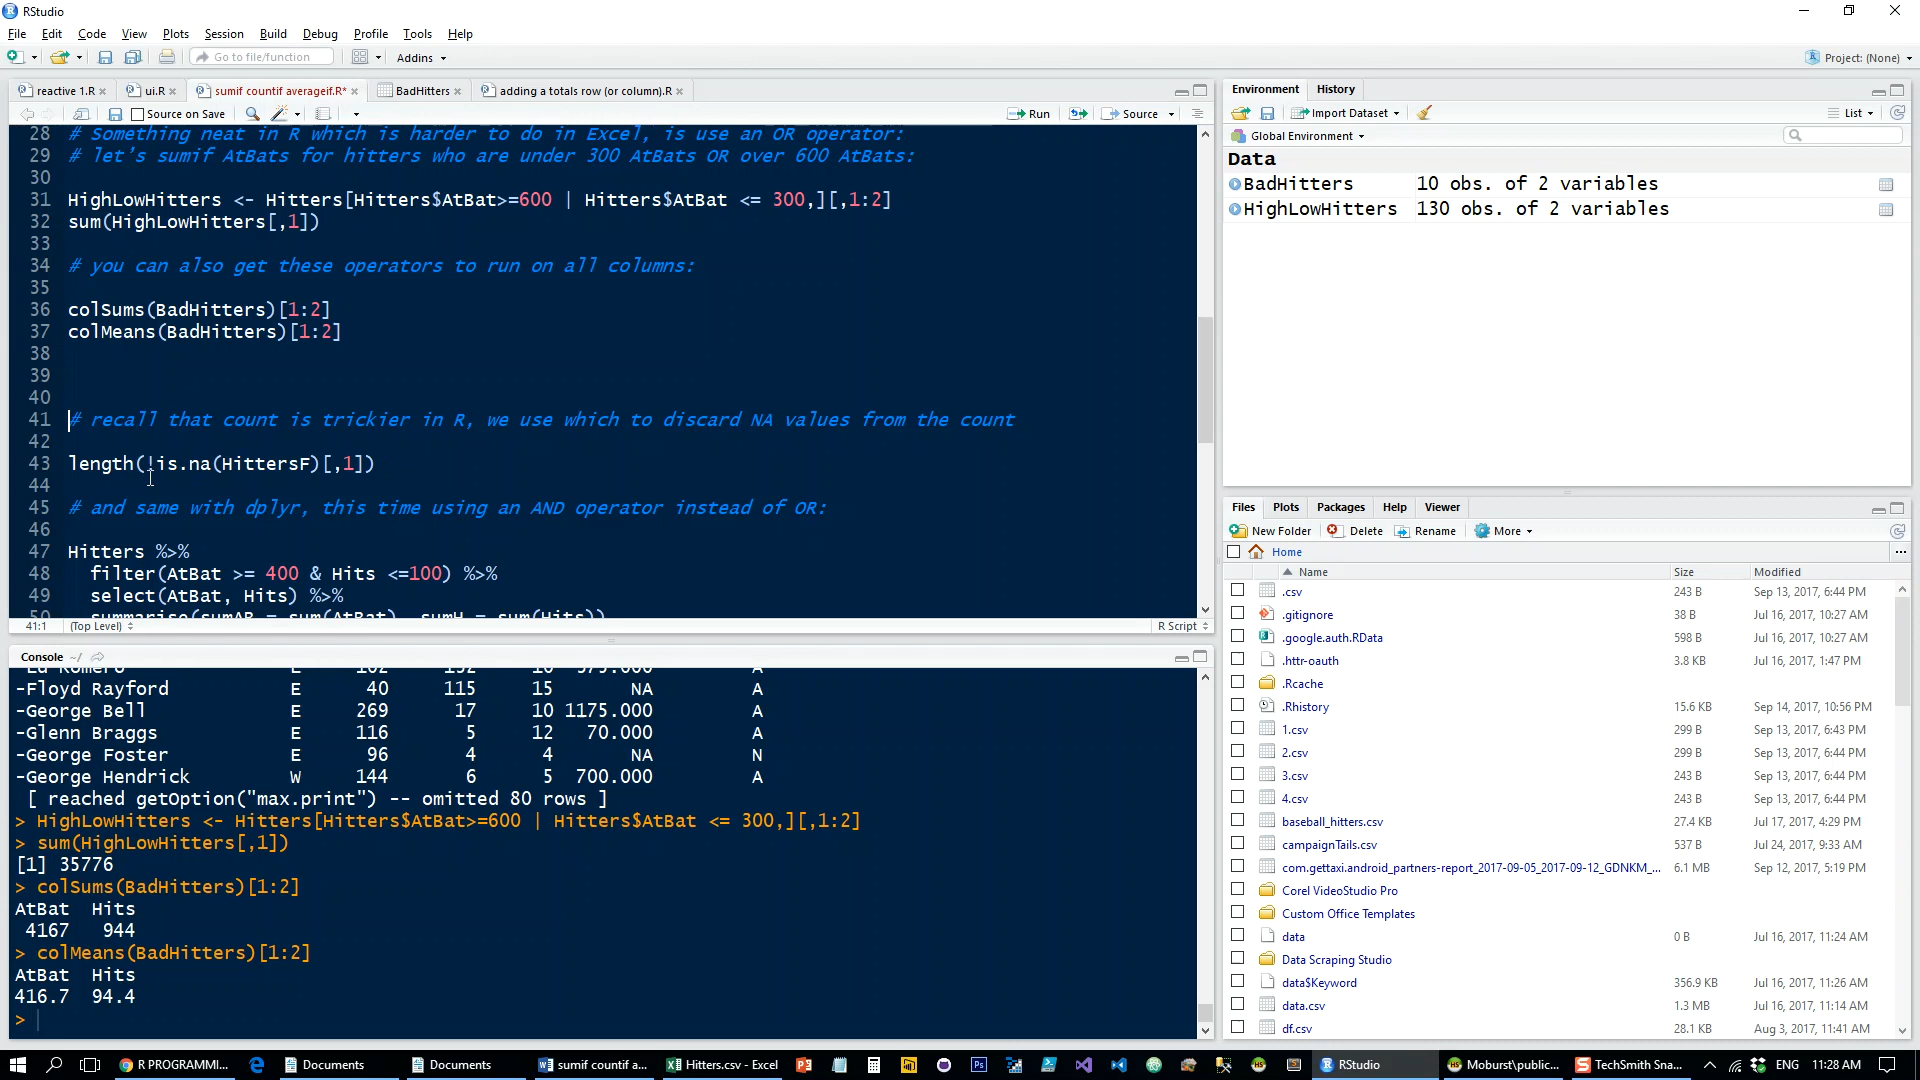 RStudio
File Edit Code View Plots Session Build Debug Profile Tools Help
Go to file/function Addins Project: (None)
reactive 1.R ui.R sumif countif averageif.R* BadHitters adding a totals row (or column).R
Source on Save Run Source
28 # Something neat in R which is harder to do in Excel, is use an OR operator:
29 # let's sumif AtBats for hitters who are under 300 AtBats OR over 600 AtBats:
30
31 HighLowHitters <- Hitters[Hitters$AtBat>=600 | Hitters$AtBat <= 300,][,1:2]
32 sum(HighLowHitters[,1])
33
34 # you can also get these operators to run on all columns:
35
36 colSums(BadHitters)[1:2]
37 colMeans(BadHitters)[1:2]
38
39
40
41 # recall that count is trickier in R, we use which to discard NA values from the count
42
43 length(!is.na(HittersF)[,1])
44
45 # and same with dplyr, this time using an AND operator instead of OR:
46
47 Hitters %>%
48 filter(AtBat >= 400 & Hits <=100) %>%
49 select(AtBat, Hits) %>%
50 summarise(sumAB = sum(AtBat), sumH = sum(Hits))
41:1 (Top Level) R Script
Console ~/
-Ed Romero E 102 132 10 375.000 A
-Floyd Rayford E 40 115 15 NA A
-George Bell E 269 17 10 1175.000 A
-Glenn Braggs E 116 5 12 70.000 A
-George Foster E 96 4 4 NA N
-George Hendrick W 144 6 5 700.000 A
[ reached getOption("max.print") -- omitted 80 rows ]
> HighLowHitters <- Hitters[Hitters$AtBat>=600 | Hitters$AtBat <= 300,][,1:2]
> sum(HighLowHitters[,1])
[1] 35776
> colSums(BadHitters)[1:2]
AtBat Hits
4167 944
> colMeans(BadHitters)[1:2]
AtBat Hits
416.7 94.4
>
Environment History
Import Dataset List
Global Environment
Data
BadHitters 10 obs. of 2 variables
HighLowHitters 130 obs. of 2 variables
Files Plots Packages Help Viewer
New Folder Delete Rename More
Home
Name Size Modified
.csv 243 B Sep 13, 2017, 6:44 PM
.gitignore 38 B Jul 16, 2017, 10:27 AM
.google.auth.RData 598 B Jul 16, 2017, 10:27 AM
.httr-oauth 3.8 KB Jul 16, 2017, 1:47 PM
.Rcache
.Rhistory 15.6 KB Sep 14, 2017, 10:56 PM
1.csv 299 B Sep 13, 2017, 6:43 PM
2.csv 299 B Sep 13, 2017, 6:44 PM
3.csv 243 B Sep 13, 2017, 6:44 PM
4.csv 243 B Sep 13, 2017, 6:44 PM
baseball_hitters.csv 27.4 KB Jul 17, 2017, 4:29 PM
campaignTails.csv 537 B Jul 24, 2017, 9:33 AM
com.gettaxi.android_partners-report_2017-09-05_2017-09-12_GDNKM_... 6.1 MB Sep 12, 2017, 5:19 PM
Corel VideoStudio Pro
Custom Office Templates
data 0 B Jul 16, 2017, 11:24 AM
Data Scraping Studio
data$Keyword 356.9 KB Jul 16, 2017, 11:26 AM
data.csv 1.3 MB Jul 16, 2017, 11:14 AM
df.csv 28.1 KB Aug 3, 2017, 11:41 AM
R PROGRAMMI... Documents Documents sumif countif a... Hitters.csv - Excel RStudio Moburst\public... TechSmith Sna... ENG 11:28 AM